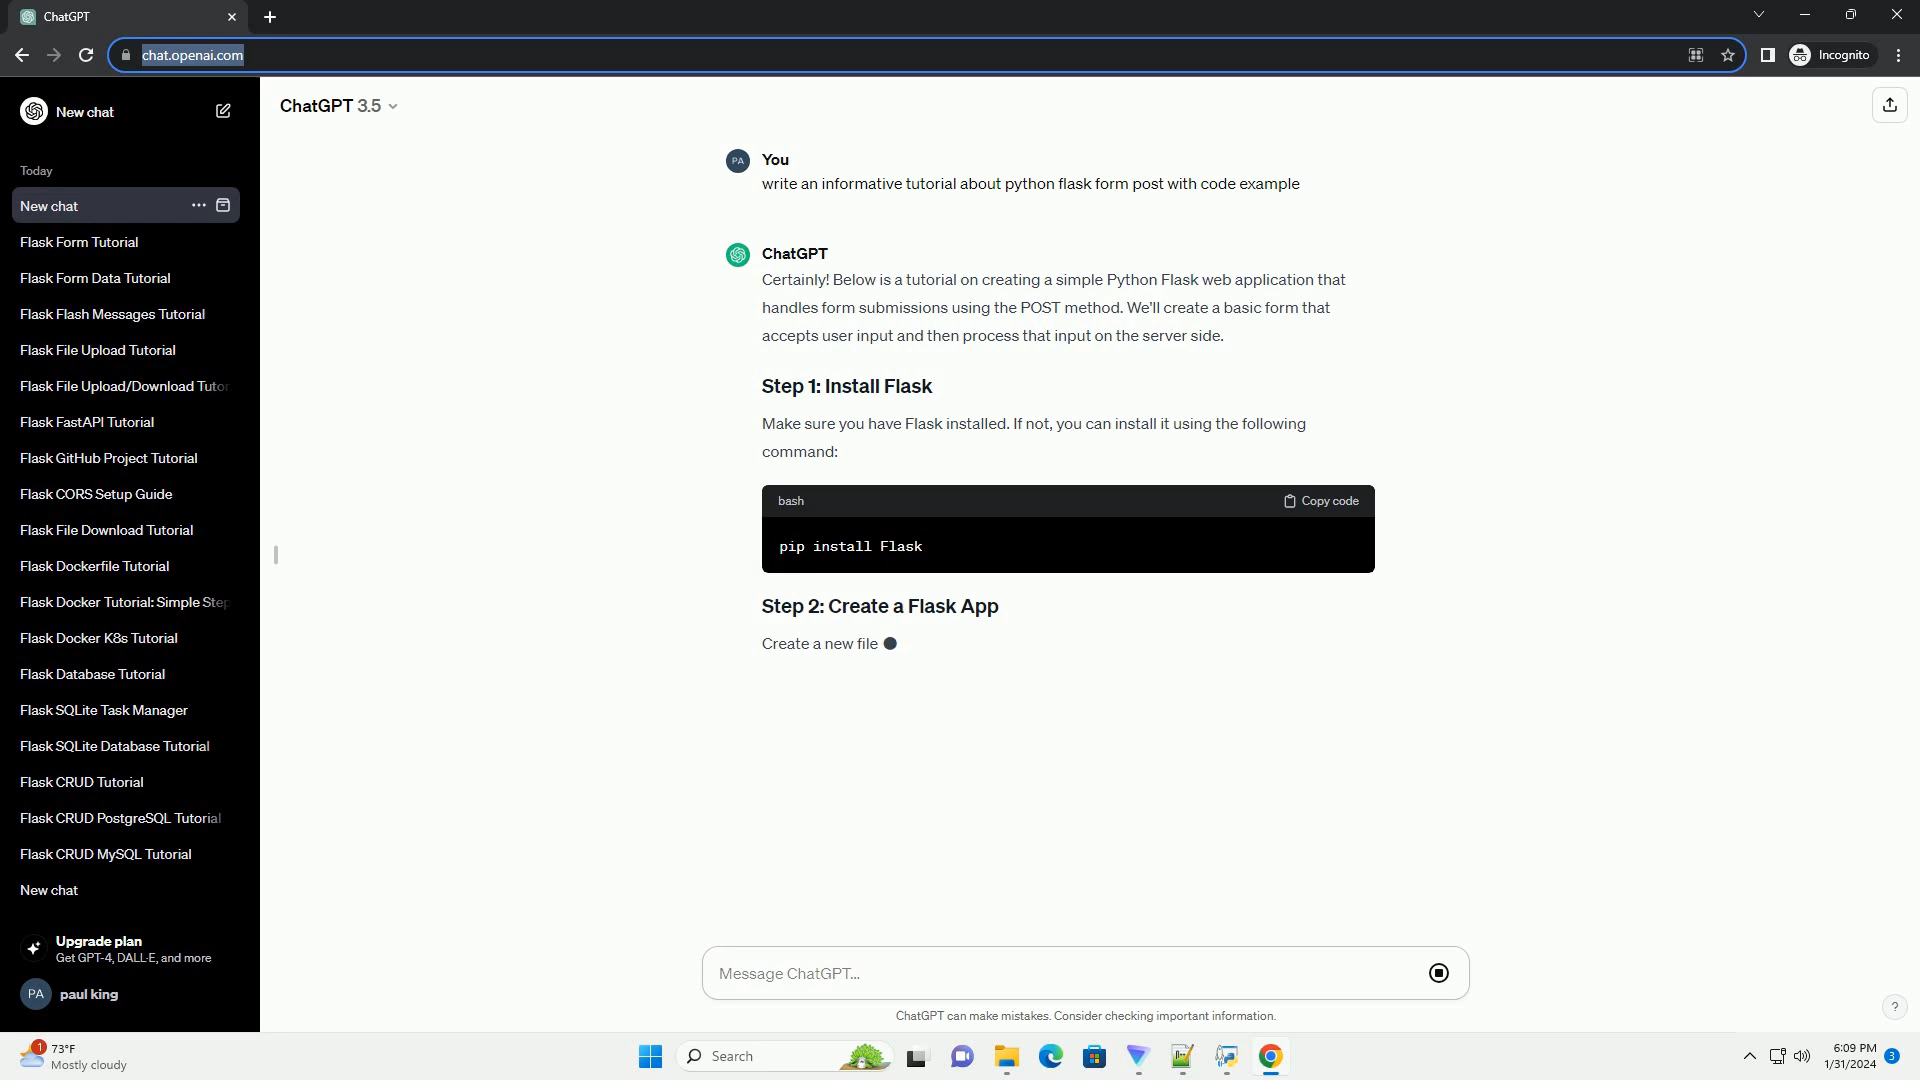 ChatGPT
chat.openai.com
Incognito
New chat
Today
New chat
Flask Form Tutorial
Flask Form Data Tutorial
Flask Flash Messages Tutorial
Flask File Upload Tutorial
Flask File Upload/Download Tutor
Flask FastAPI Tutorial
Flask GitHub Project Tutorial
Flask CORS Setup Guide
Flask File Download Tutorial
Flask Dockerfile Tutorial
Flask Docker Tutorial: Simple Step
Flask Docker K8s Tutorial
Flask Database Tutorial
Flask SQLite Task Manager
Flask SQLite Database Tutorial
Flask CRUD Tutorial
Flask CRUD PostgreSQL Tutorial
Flask CRUD MySQL Tutorial
New chat
Upgrade plan
Get GPT-4, DALL·E, and more
PA paul king
ChatGPT 3.5
PA You
write an informative tutorial about python flask form post with code example
ChatGPT
Certainly! Below is a tutorial on creating a simple Python Flask web application that
handles form submissions using the POST method. We'll create a basic form that
accepts user input and then process that input on the server side.
Step 1: Install Flask
Make sure you have Flask installed. If not, you can install it using the following
command:
bash Copy code
pip install Flask
Step 2: Create a Flask App
Create a new file
Message ChatGPT...
ChatGPT can make mistakes. Consider checking important information.
?
1
73°F
Mostly cloudy
Search
6:09 PM
1/31/2024
3